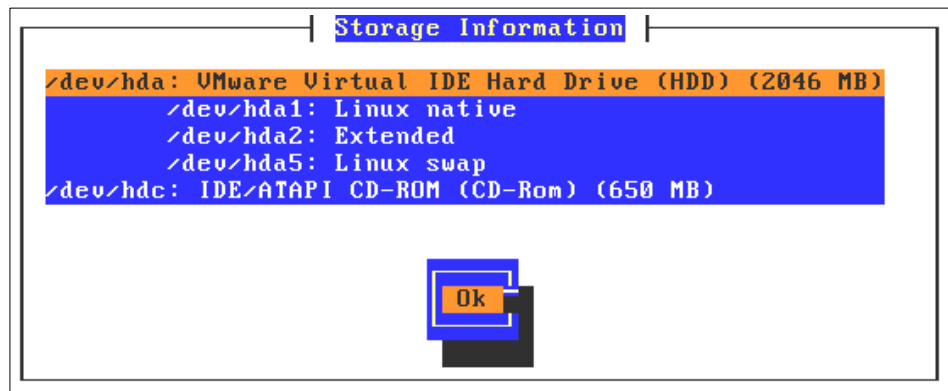 Storage Information
/dev/hda: VMware Virtual IDE Hard Drive (HDD) (2046 MB)
/dev/hda1: Linux native
/dev/hda2: Extended
/dev/hda5: Linux swap
/dev/hdc: IDE/ATAPI CD-ROM (CD-Rom) (650 MB)
Ok